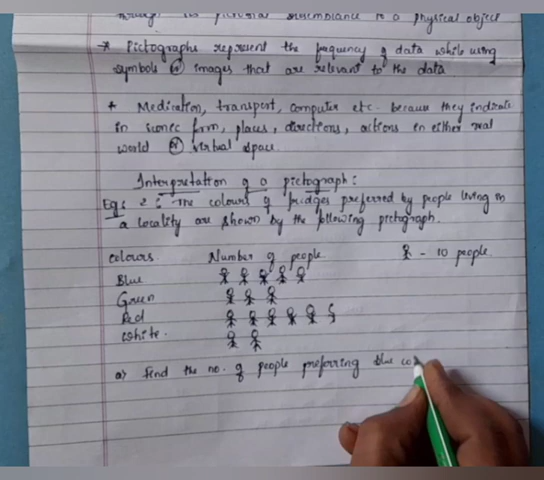 through its pictorial resemblance to a physical object
* Pictographs represent the frequency of data while using
symbols or images that are relevant to the data
* Medication, transport, computer etc. because they indicate
in iconic form, places, directions, actions in either real
world or virtual space.
Interpretation of a pictograph:
Eg: 2: The colours of fridges preferred by people living in
a locality are shown by the following pictograph.
colours Number of people - 10 people.
Blue
Green
Red
White.
a) Find the no. of people preferring blue co